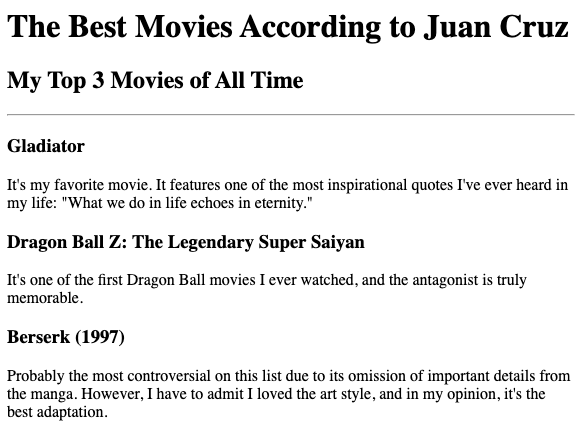 The Best Movies According to Juan Cruz
My Top 3 Movies of All Time
Gladiator
It's my favorite movie. It features one of the most inspirational quotes I've ever heard in
my life: "What we do in life echoes in eternity."
Dragon Ball Z: The Legendary Super Saiyan
It's one of the first Dragon Ball movies I ever watched, and the antagonist is truly
memorable.
Berserk (1997)
Probably the most controversial on this list due to its omission of important details from
the manga. However, I have to admit I loved the art style, and in my opinion, it's the
best adaptation.